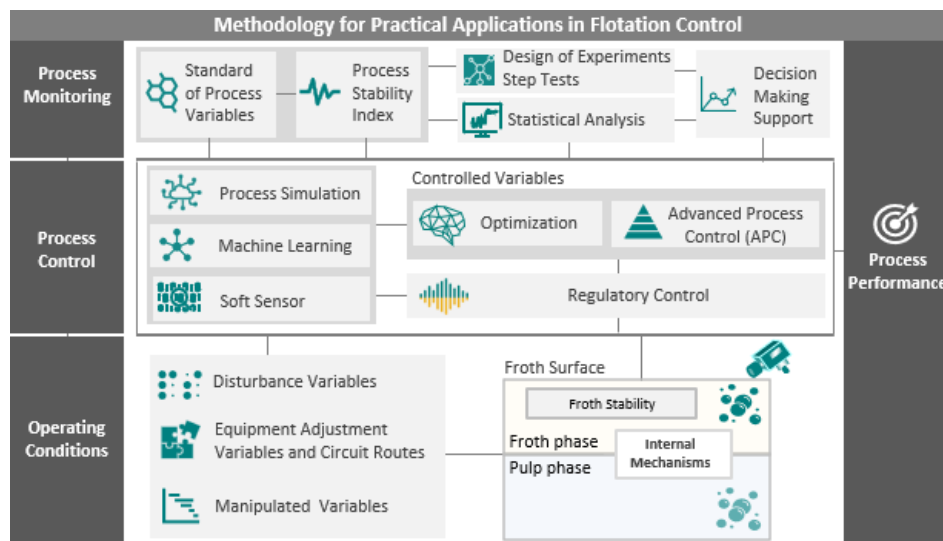 Methodology for Practical Applications in Flotation Control
Process
Monitoring
Standard
of Process
Variables
Process
Stability
Index
Design of Experiments
Step Tests
Statistical Analysis
Decision
Making
Support
Process
Control
Process Simulation
Machine Learning
Soft Sensor
Controlled Variables
Optimization
Advanced Process
Control (APC)
Regulatory Control
Process
Performance
Operating
Conditions
Disturbance Variables
Equipment Adjustment
Variables and Circuit Routes
Manipulated Variables
Froth Surface
Froth Stability
Froth phase
Internal
Mechanisms
Pulp phase